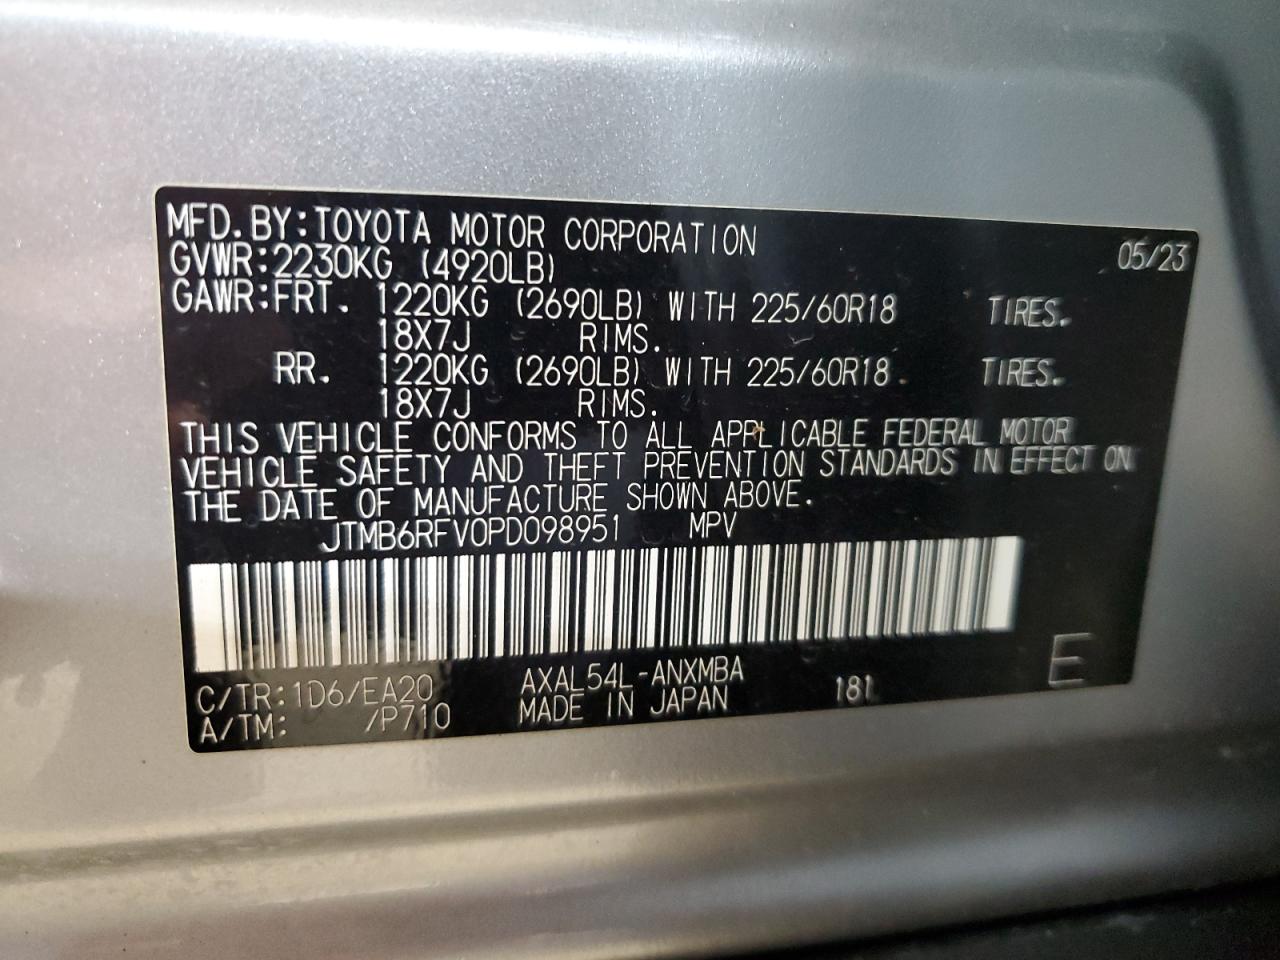 MFD. BY: TOYOTA MOTOR CORPORATION 05/23
GVWR: 2230KG (4920LB)
GAWR: FRT. 1220KG (2690LB) WITH 225/60R18 TIRES.
18X7J RIMS.
RR. 1220KG (2690LB) WITH 225/60R18 TIRES.
18X7J RIMS.
THIS VEHICLE CONFORMS TO ALL APPLICABLE FEDERAL MOTOR
VEHICLE SAFETY AND THEFT PREVENTION STANDARDS IN EFFECT ON
THE DATE OF MANUFACTURE SHOWN ABOVE.
JTMB6RFV0PD098951 MPV
C/TR: 1D6/EA20 AXAL54L-ANXMBA 181 E
A/TM: /P710 MADE IN JAPAN